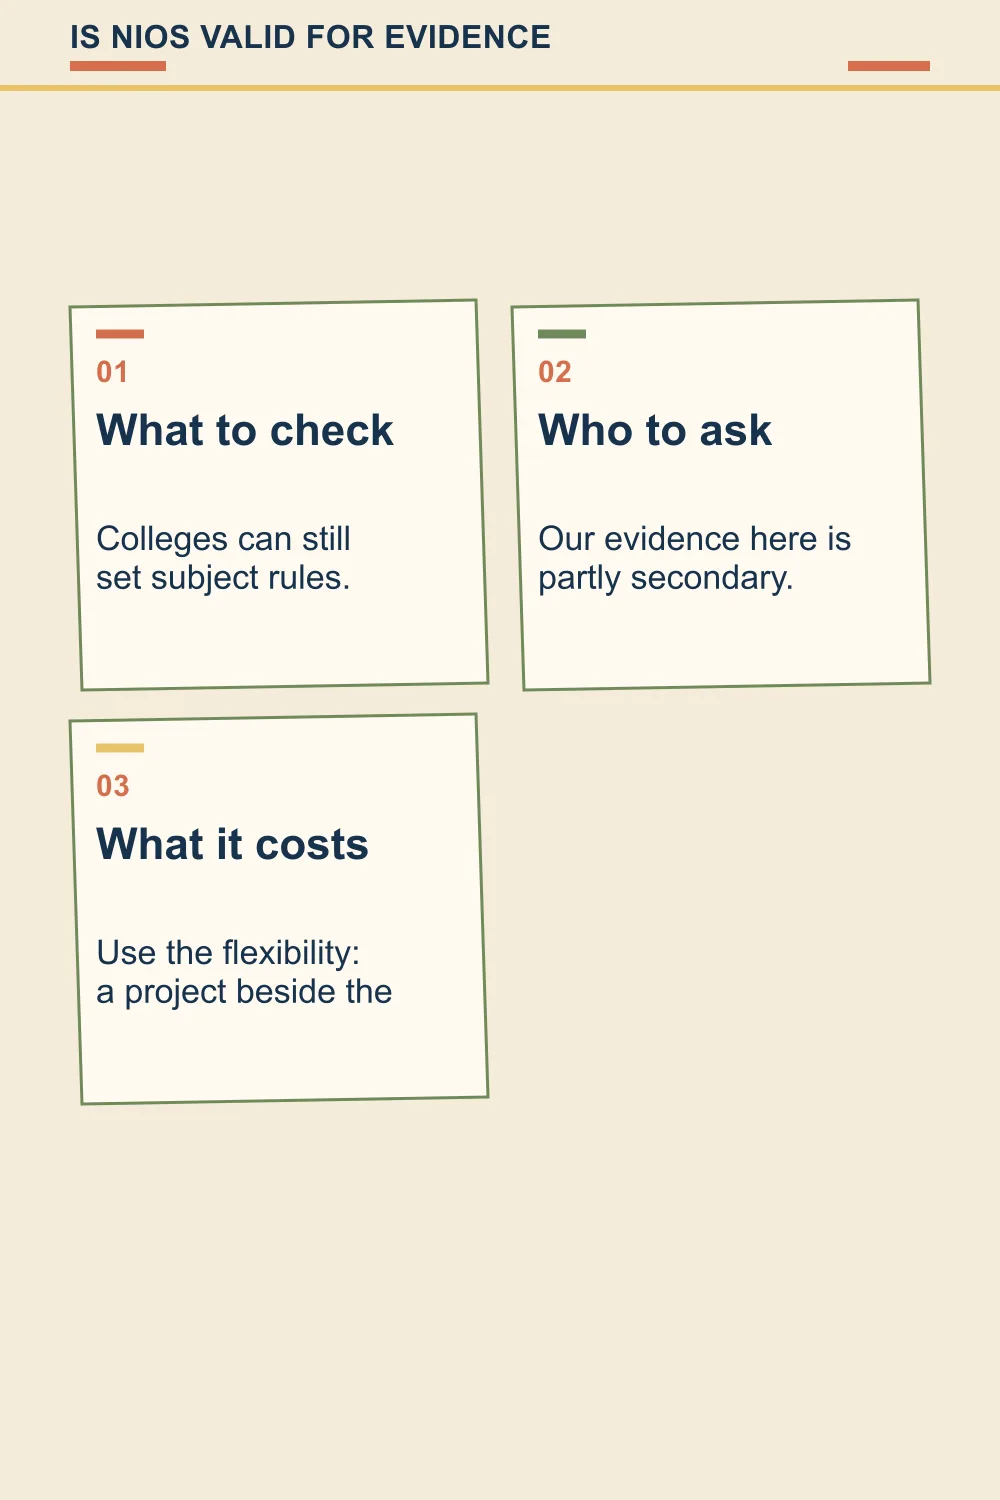 IS NIOS VALID FOR EVIDENCE
01
What to check
Colleges can still
set subject rules.
02
Who to ask
Our evidence here is
partly secondary.
03
What it costs
Use the flexibility:
a project beside the